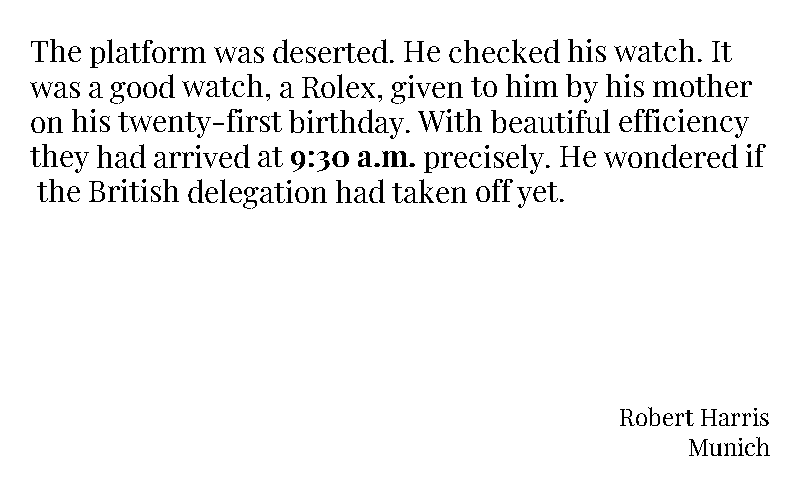 The platform was deserted. He checked his watch. It
was a good watch, a Rolex, given to him by his mother
on his twenty-first birthday. With beautiful efficiency
they had arrived at 9:30 a.m. precisely. He wondered if
the British delegation had taken off yet.
Robert Harris
Munich